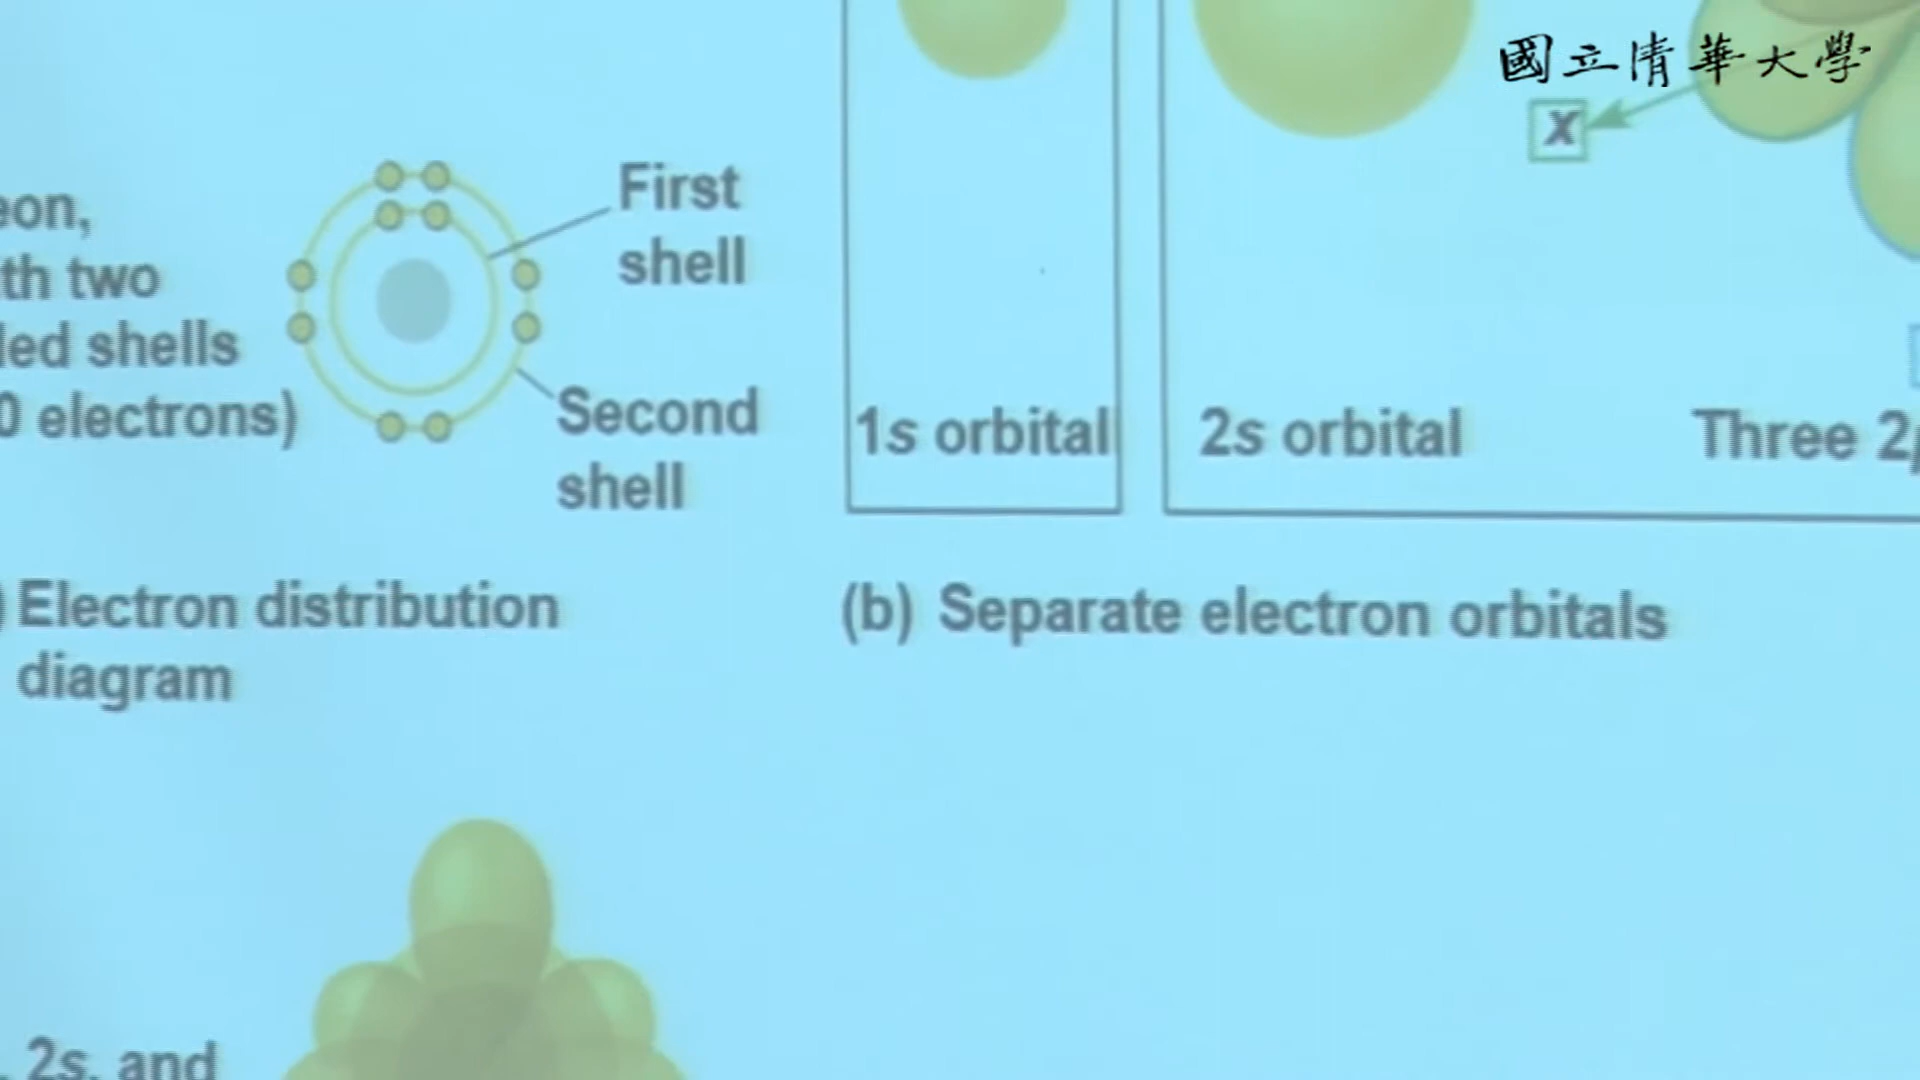 國立清華大學
x
First
shell
eon,
th two
led shells
0 electrons)
Second
shell
1s orbital
2s orbital
Three 2p
) Electron distribution
diagram
(b) Separate electron orbitals
, 2s, and